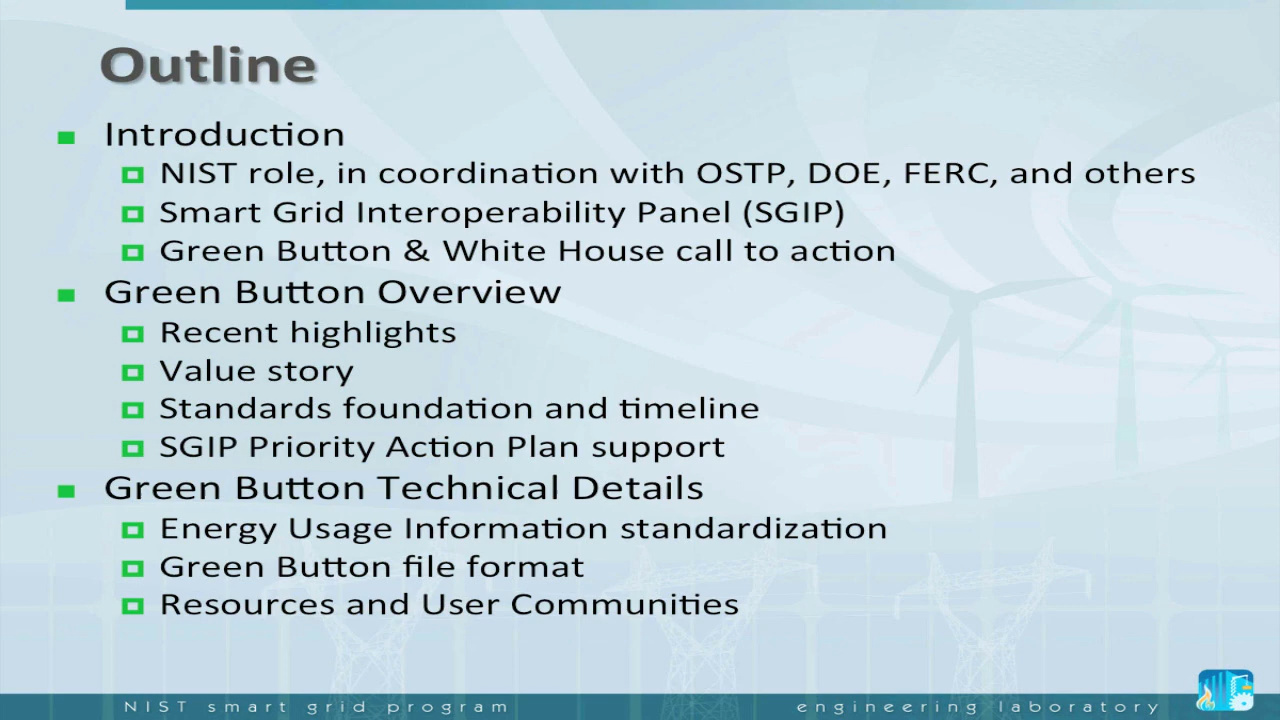 Outline
Introduction
NIST role, in coordination with OSTP, DOE, FERC, and others
Smart Grid Interoperability Panel (SGIP)
Green Button & White House call to action
Green Button Overview
Recent highlights
Value story
Standards foundation and timeline
SGIP Priority Action Plan support
Green Button Technical Details
Energy Usage Information standardization
Green Button file format
Resources and User Communities
NIST smart grid program
engineering laboratory